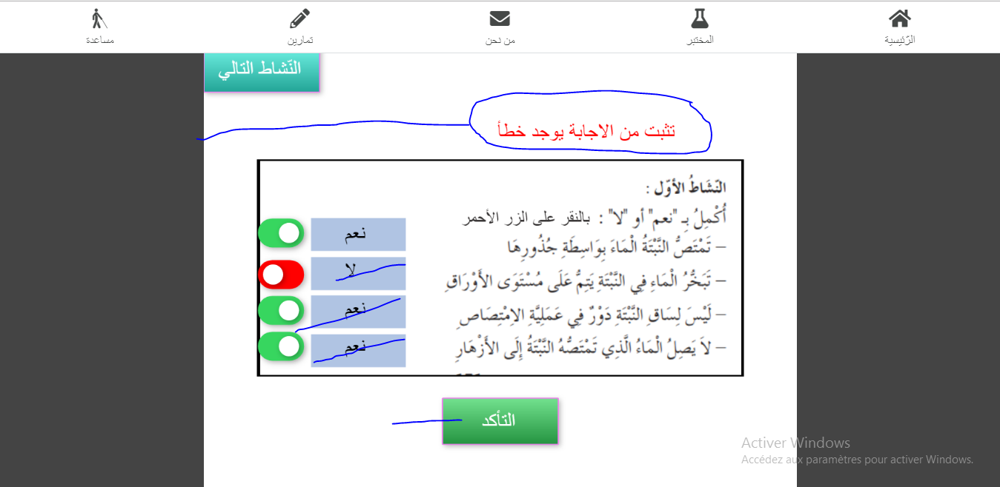 الرّئيسية
المختبر
من نحن
تمارين
مساعدة
النّشاط التالي
تثبت من الاجابة يوجد خطأ
النّشَاطُ الأوّل :
أُكْمِلُ بِـ "نعم" أو "لا" : بالنقر على الزر الأحمر
– تَمْتَصُّ النَّبْتَةُ الْمَاءَ بِوَاسِطَةِ جُذُورِهَا
نعم
– تَبَخُّرُ الْمَاءِ فِي النَّبْتَةِ يَتِمُّ عَلَى مُسْتَوَى الأَوْرَاقِ
لا
– لَيْسَ لِسَاقِ النَّبْتَةِ دَوْرٌ فِي عَمَلِيَّةِ الاِمْتِصَاصِ
نعم
– لاَ يَصِلُ الْمَاءُ الَّذِي تَمْتَصُّهُ النَّبْتَةُ إِلَى الأَزْهَارِ
نعم
التأكد
Activer Windows
Accédez aux paramètres pour activer Windows.